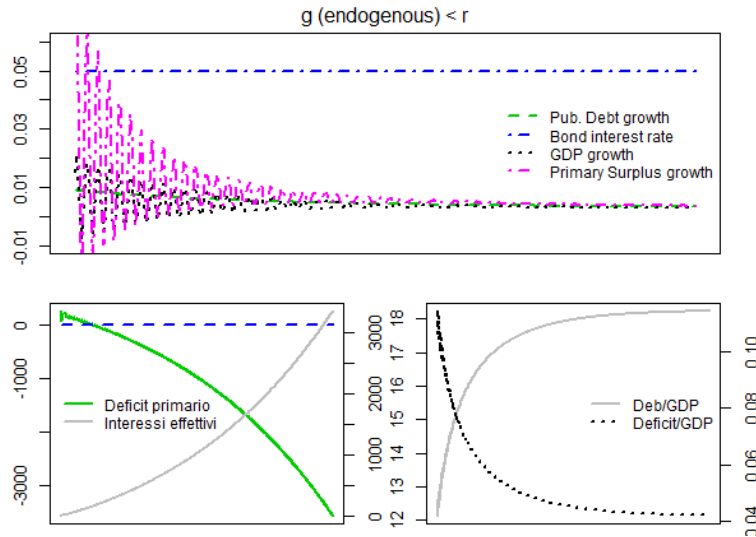 g (endogenous) < r
0.05
0.03
0.01
-0.01
Pub. Debt growth
Bond interest rate
GDP growth
Primary Surplus growth
0
-1000
-3000
Deficit primario
Interessi effettivi
3000
2000
1000
0
18
17
16
15
14
13
12
Deb/GDP
Deficit/GDP
0.10
0.08
0.06
0.04